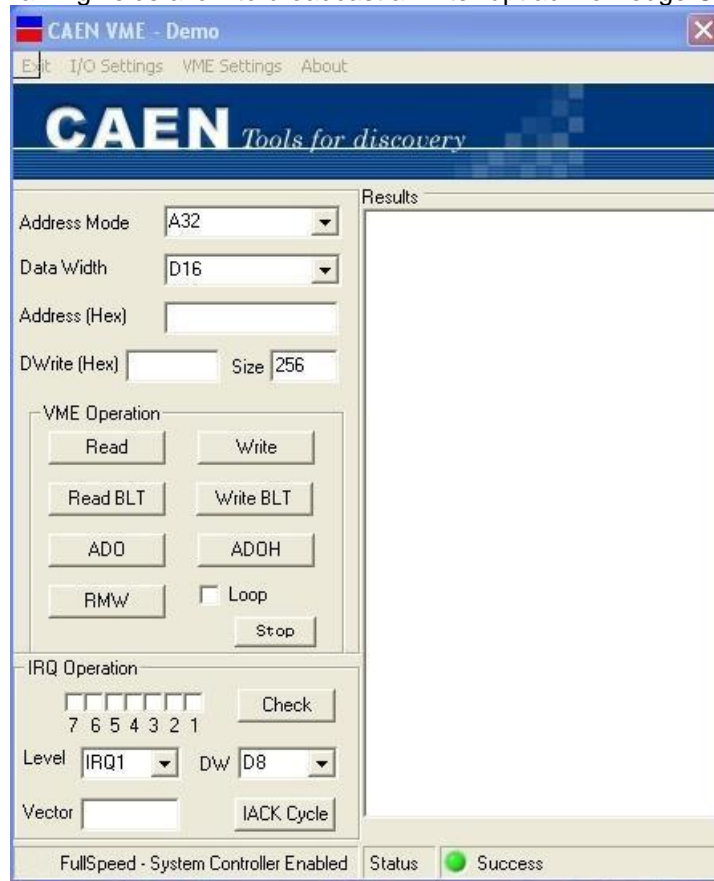 CAEN VME - Demo
Exit I/O Settings VME Settings About
CAEN Tools for discovery
Address Mode A32
Data Width D16
Address (Hex)
DWrite (Hex) Size 256
VME Operation
Read Write
Read BLT Write BLT
ADO ADOH
RMW Loop
Stop
IRQ Operation
7 6 5 4 3 2 1 Check
Level IRQ1 DW D8
Vector IACK Cycle
Results
FullSpeed - System Controller Enabled Status Success